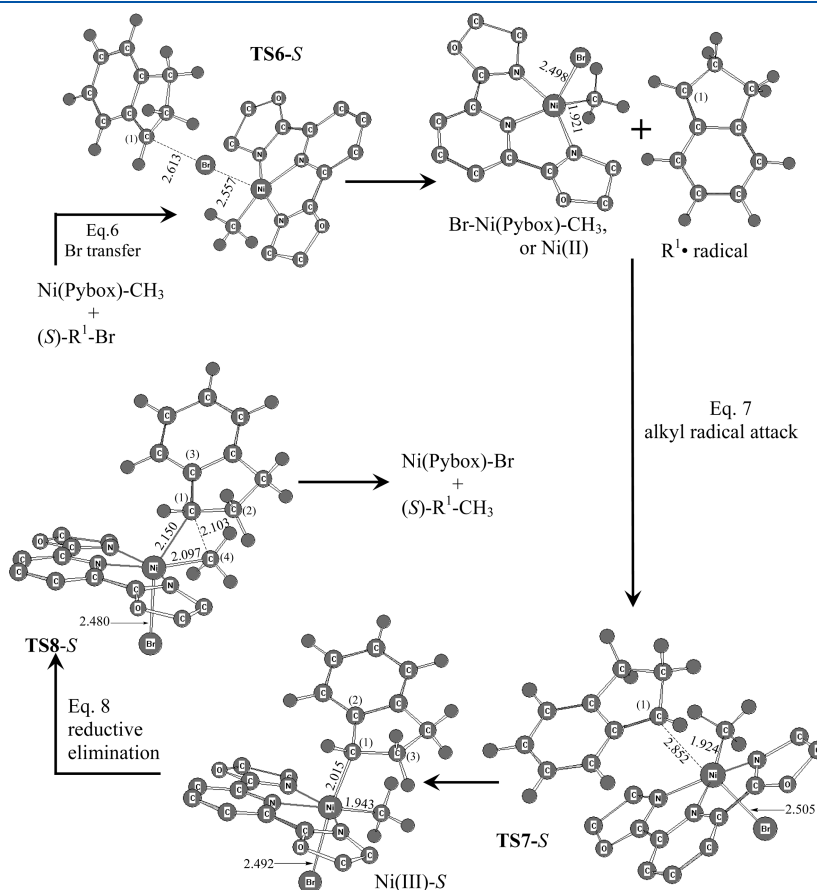 TS6-S
(1)
2.613
2.557
Eq.6
Br transfer
Ni(Pybox)-CH₃
+
(S)-R¹-Br
2.498
1.921
Br-Ni(Pybox)-CH₃,
or Ni(II)
+
(1)
R¹• radical
Eq. 7
alkyl radical attack
(1)
2.852
1.924
2.505
TS7-S
(2)
(1)
(3)
2.015
1.943
2.492
Ni(III)-S
Eq. 8
reductive
elimination
(3)
(1)
(2)
2.150
2.103
2.097
(4)
2.480
TS8-S
Ni(Pybox)-Br
+
(S)-R¹-CH₃